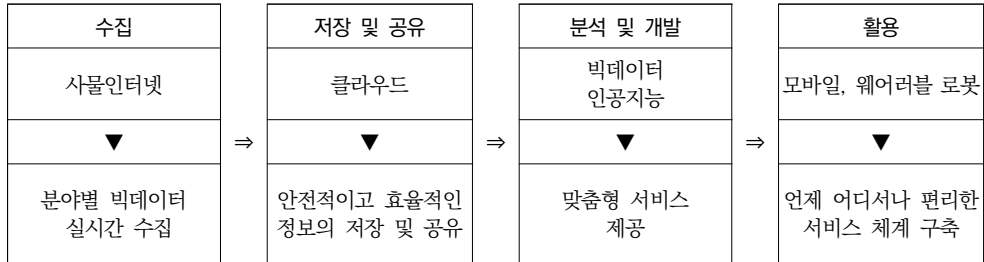 수집
사물인터넷
▼
분야별 빅데이터
실시간 수집
⇒
저장 및 공유
클라우드
▼
안전적이고 효율적인
정보의 저장 및 공유
⇒
분석 및 개발
빅데이터
인공지능
▼
맞춤형 서비스
제공
⇒
활용
모바일, 웨어러블 로봇
▼
언제 어디서나 편리한
서비스 체계 구축